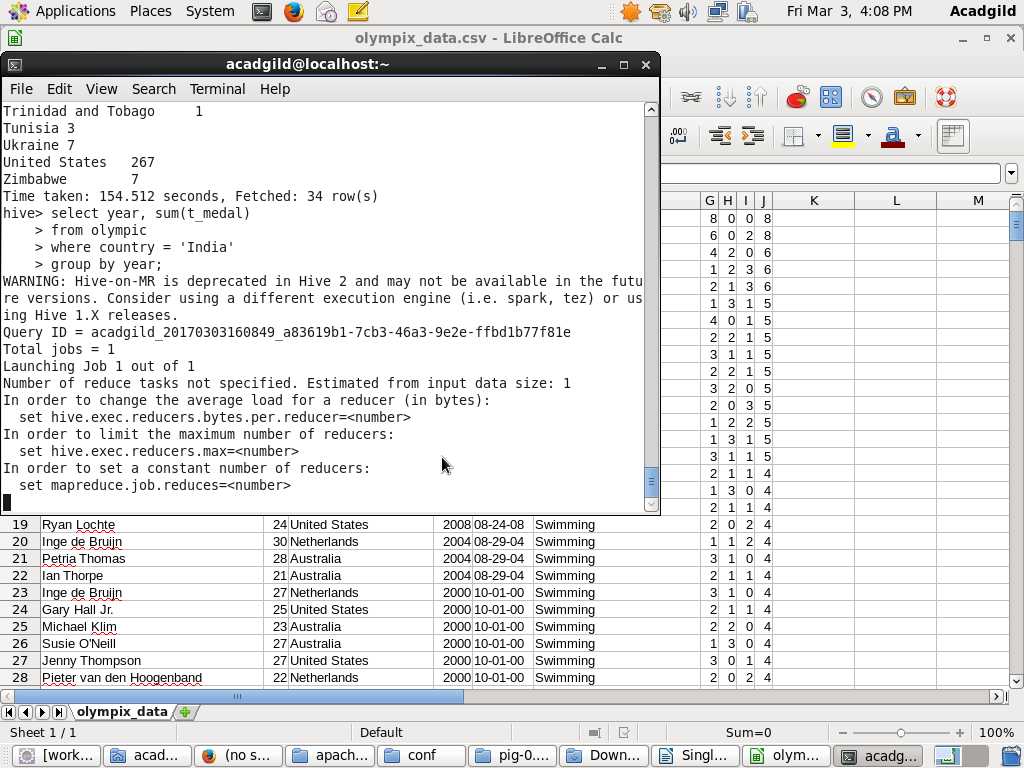 Applications Places System Fri Mar 3, 4:08 PM Acadgild
olympix_data.csv - LibreOffice Calc
acadgild@localhost:~
File Edit View Search Terminal Help
Trinidad and Tobago 1
Tunisia 3
Ukraine 7
United States 267
Zimbabwe 7
Time taken: 154.512 seconds, Fetched: 34 row(s)
hive> select year, sum(t_medal)
> from olympic
> where country = 'India'
> group by year;
WARNING: Hive-on-MR is deprecated in Hive 2 and may not be available in the futu
re versions. Consider using a different execution engine (i.e. spark, tez) or us
ing Hive 1.X releases.
Query ID = acadgild_20170303160849_a83619b1-7cb3-46a3-9e2e-ffbd1b77f81e
Total jobs = 1
Launching Job 1 out of 1
Number of reduce tasks not specified. Estimated from input data size: 1
In order to change the average load for a reducer (in bytes):
set hive.exec.reducers.bytes.per.reducer=<number>
In order to limit the maximum number of reducers:
set hive.exec.reducers.max=<number>
In order to set a constant number of reducers:
set mapreduce.job.reduces=<number>
.000
G H I J K L M
8 0 0 8
6 0 2 8
4 2 0 6
1 2 3 6
2 1 3 6
1 3 1 5
4 0 1 5
2 2 1 5
3 1 1 5
2 2 1 5
3 2 0 5
2 0 3 5
1 2 2 5
1 3 1 5
3 1 1 5
2 1 1 4
1 3 0 4
2 1 1 4
19 Ryan Lochte 24 United States 2008 08-24-08 Swimming 2 0 2 4
20 Inge de Bruijn 30 Netherlands 2004 08-29-04 Swimming 1 1 2 4
21 Petria Thomas 28 Australia 2004 08-29-04 Swimming 3 1 0 4
22 Ian Thorpe 21 Australia 2004 08-29-04 Swimming 2 1 1 4
23 Inge de Bruijn 27 Netherlands 2000 10-01-00 Swimming 3 1 0 4
24 Gary Hall Jr. 25 United States 2000 10-01-00 Swimming 2 1 1 4
25 Michael Klim 23 Australia 2000 10-01-00 Swimming 2 2 0 4
26 Susie O'Neill 27 Australia 2000 10-01-00 Swimming 1 3 0 4
27 Jenny Thompson 27 United States 2000 10-01-00 Swimming 3 0 1 4
28 Pieter van den Hoogenband 22 Netherlands 2000 10-01-00 Swimming 2 0 2 4
olympix_data
Sheet 1 / 1 Default Sum=0 100%
[work... acad... (no s... apach... conf pig-0.... Down... Singl... olym... acadg...